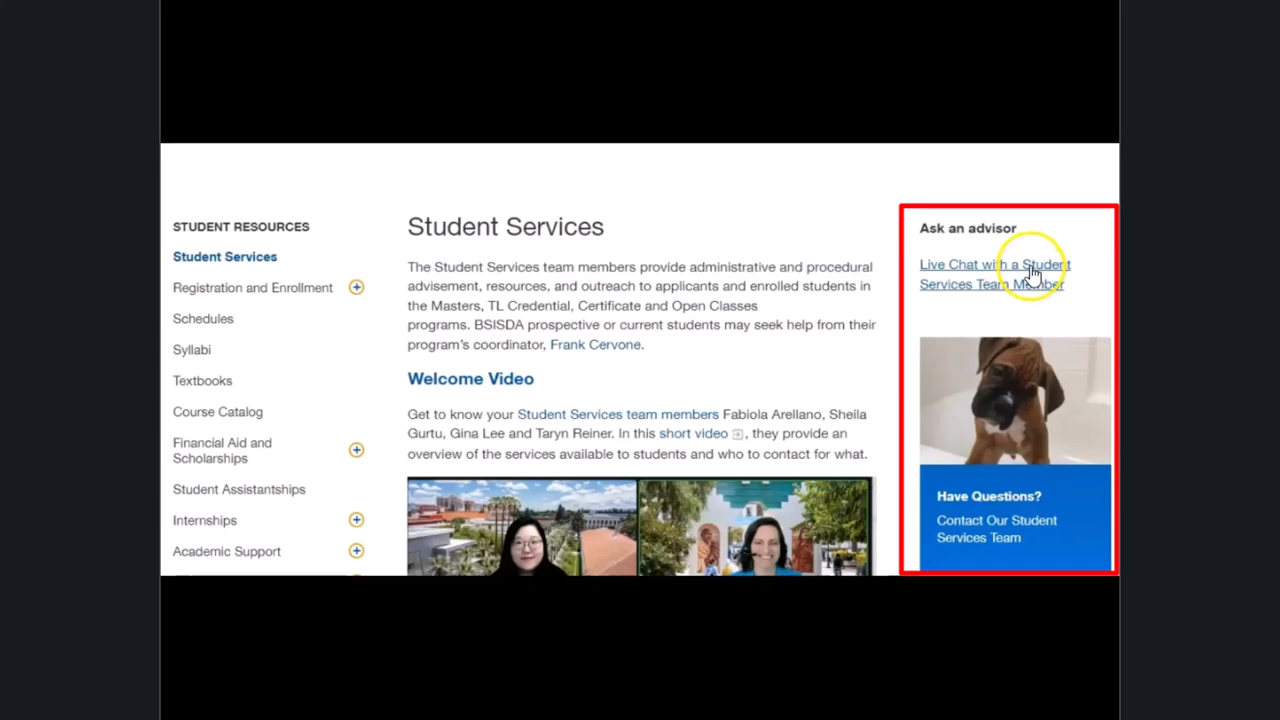 STUDENT RESOURCES
Student Services
Registration and Enrollment
Schedules
Syllabi
Textbooks
Course Catalog
Financial Aid and
Scholarships
Student Assistantships
Internships
Academic Support
Student Services
The Student Services team members provide administrative and procedural
advisement, resources, and outreach to applicants and enrolled students in
the Masters, TL Credential, Certificate and Open Classes
programs. BSISDA prospective or current students may seek help from their
program's coordinator, Frank Cervone.
Welcome Video
Get to know your Student Services team members Fabiola Arellano, Sheila
Gurtu, Gina Lee and Taryn Reiner. In this short video, they provide an
overview of the services available to students and who to contact for what.
Ask an advisor
Live Chat with a Student
Services Team Member
Have Questions?
Contact Our Student
Services Team